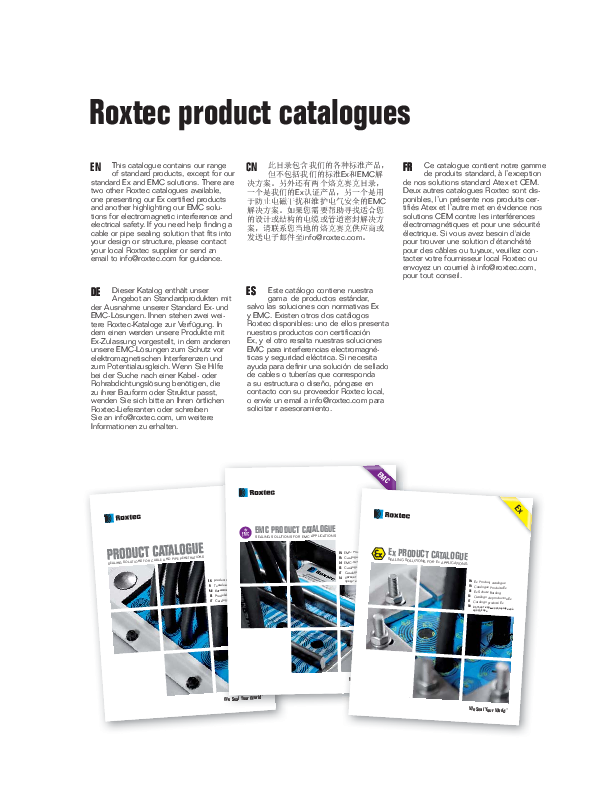 Roxtec product catalogues
EN This catalogue contains our range
of standard products, except for our
standard Ex and EMC solutions. There are
two other Roxtec catalogues available,
one presenting our Ex certified products
and another highlighting our EMC solu-
tions for electromagnetic interference and
electrical safety. If you need help finding a
cable or pipe sealing solution that fits into
your design or structure, please contact
your local Roxtec supplier or send an
email to info@roxtec.com for guidance.
CN 此目录包含我们的各种标准产品,
但不包括我们的标准Ex和EMC解
决方案。另外还有两个烙克赛克目录,
一个是我们的Ex认证产品,另一个是用
于防止电磁干扰和维护电气安全的EMC
解决方案。如果您需要帮助寻找适合您
的设计或结构的电缆或管道密封解决方
案,请联系您当地的烙克赛克供应商或
发送电子邮件至info@roxtec.com。
FR Ce catalogue contient notre gamme
de produits standard, à l'exception
de nos solutions standard Atex et CEM.
Deux autres catalogues Roxtec sont dis-
ponibles, l'un présente nos produits cer-
tifiés Atex et l'autre met en évidence nos
solutions CEM contre les interférences
électromagnétiques et pour une sécurité
électrique. Si vous avez besoin d'aide
pour trouver une solution d'étanchéité
pour des câbles ou tuyaux, veuillez con-
tacter votre fournisseur local Roxtec ou
envoyez un courriel à info@roxtec.com,
pour tout conseil.
DE Dieser Katalog enthält unser
Angebot an Standardprodukten mit
der Ausnahme unserer Standard Ex- und
EMC-Lösungen. Ihnen stehen zwei wei-
tere Roxtec-Kataloge zur Verfügung. In
dem einen werden unsere Produkte mit
Ex-Zulassung vorgestellt, in dem anderen
unsere EMC-Lösungen zum Schutz vor
elektromagnetischen Interferenzen und
zum Potentialausgleich. Wenn Sie Hilfe
bei der Suche nach einer Kabel- oder
Rohrabdichtungslösung benötigen, die
zu ihrer Bauform oder Struktur passt,
wenden Sie sich bitte an Ihren örtlichen
Roxtec-Lieferanten oder schreiben
Sie an info@roxtec.com, um weitere
Informationen zu erhalten.
ES Este catálogo contiene nuestra
gama de productos estándar,
salvo las soluciones con normativas Ex
y EMC. Existen otros dos catálogos
Roxtec disponibles: uno de ellos presenta
nuestros productos con certificación
Ex, y el otro resalta nuestras soluciones
EMC para interferencias electromagné-
ticas y seguridad eléctrica. Si necesita
ayuda para definir una solución de sellado
de cables o tuberías que corresponda
a su estructura o diseño, póngase en
contacto con su proveedor Roxtec local,
o envíe un email a info@roxtec.com para
solicitar r asesoramiento.
Roxtec
PRODUCT CATALOGUE
We Seal Your World
EMC
Roxtec
EMC PRODUCT CATALOGUE
SEALING SOLUTIONS FOR EMC APPLICATIONS
Roxtec
Ex
Roxtec
Ex
Ex PRODUCT CATALOGUE
SEALING SOLUTIONS FOR Ex APPLICATIONS
Ex Product catalogue
We Seal Your World